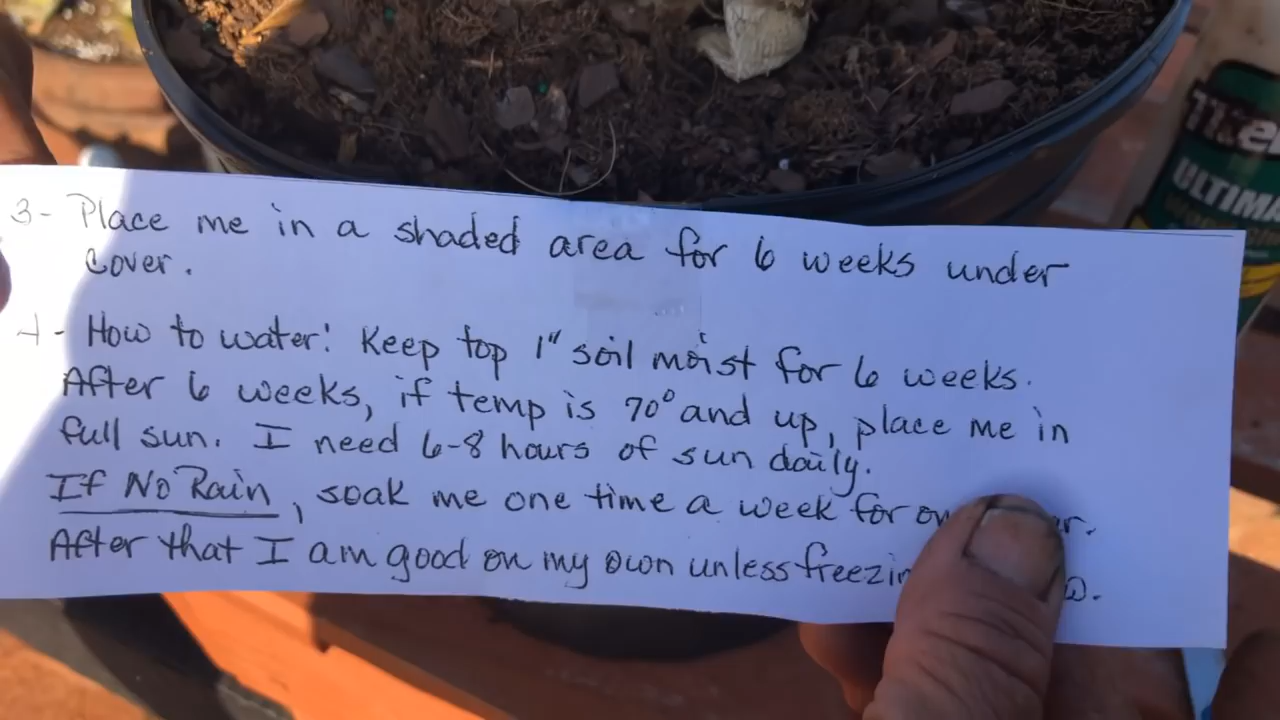 3- Place me in a shaded area for 6 weeks under
cover.
4- How to water: Keep top 1" soil moist for 6 weeks.
After 6 weeks, if temp is 70° and up, place me in
full sun. I need 6-8 hours of sun daily.
If No Rain, soak me one time a week for
After that I am good on my own unless
ULTIMA